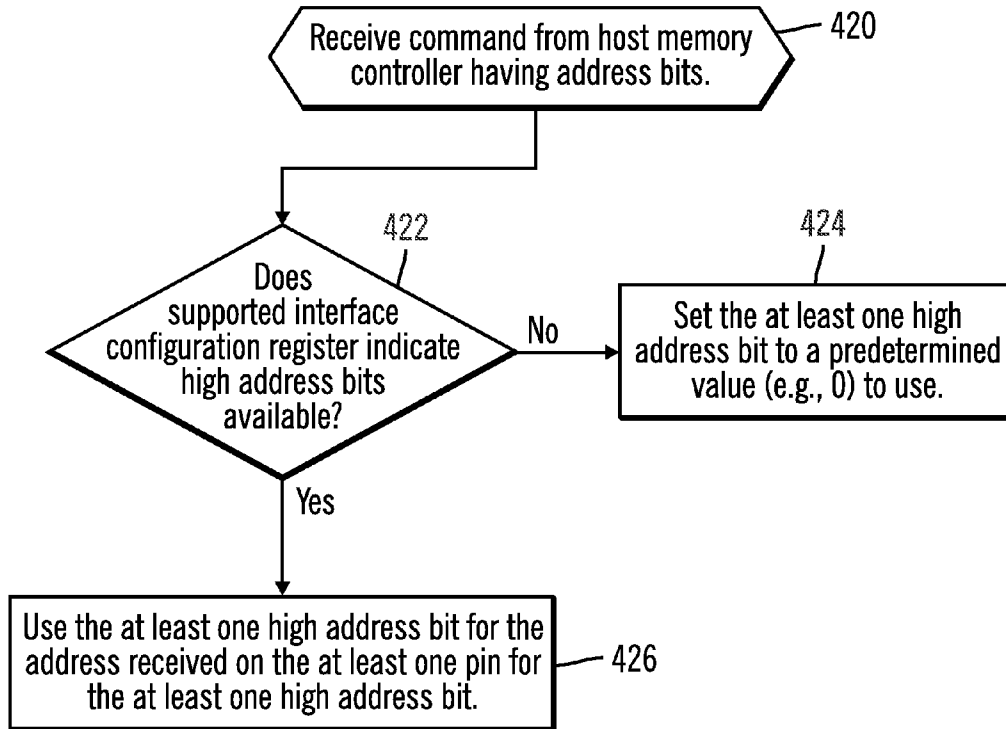 Receive command from host memory
controller having address bits.
420
422
Does
supported interface
configuration register indicate
high address bits
available?
No
424
Set the at least one high
address bit to a predetermined
value (e.g., 0) to use.
Yes
Use the at least one high address bit for the
address received on the at least one pin for
the at least one high address bit.
426